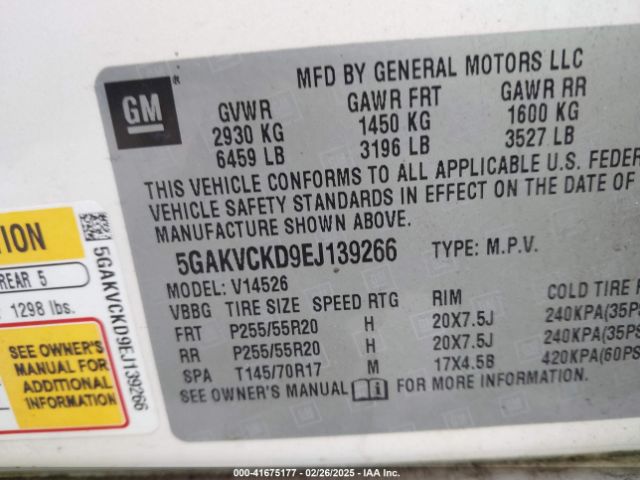 MFD BY GENERAL MOTORS LLC
GM
GVWR GAWR FRT GAWR RR
2930 KG 1450 KG 1600 KG
6459 LB 3196 LB 3527 LB
THIS VEHICLE CONFORMS TO ALL APPLICABLE U.S. FEDER
VEHICLE SAFETY STANDARDS IN EFFECT ON THE DATE OF
MANUFACTURE SHOWN ABOVE.
5GAKVCKD9EJ139266 TYPE: M.P.V.
MODEL: V14526
VBBG TIRE SIZE SPEED RTG RIM COLD TIRE P
FRT P255/55R20 H 20X7.5J 240KPA(35PS
RR P255/55R20 H 20X7.5J 240KPA(35PS
SPA T145/70R17 M 17X4.5B 420KPA(60PS
SEE OWNER'S MANUAL FOR MORE INFORMATION.
TION
REAR 5
1298 lbs.
SEE OWNER'S
MANUAL FOR
ADDITIONAL
INFORMATION
5GAKVCKD9EJ139266
000-41675177 - 02/26/2025 - IAA Inc.